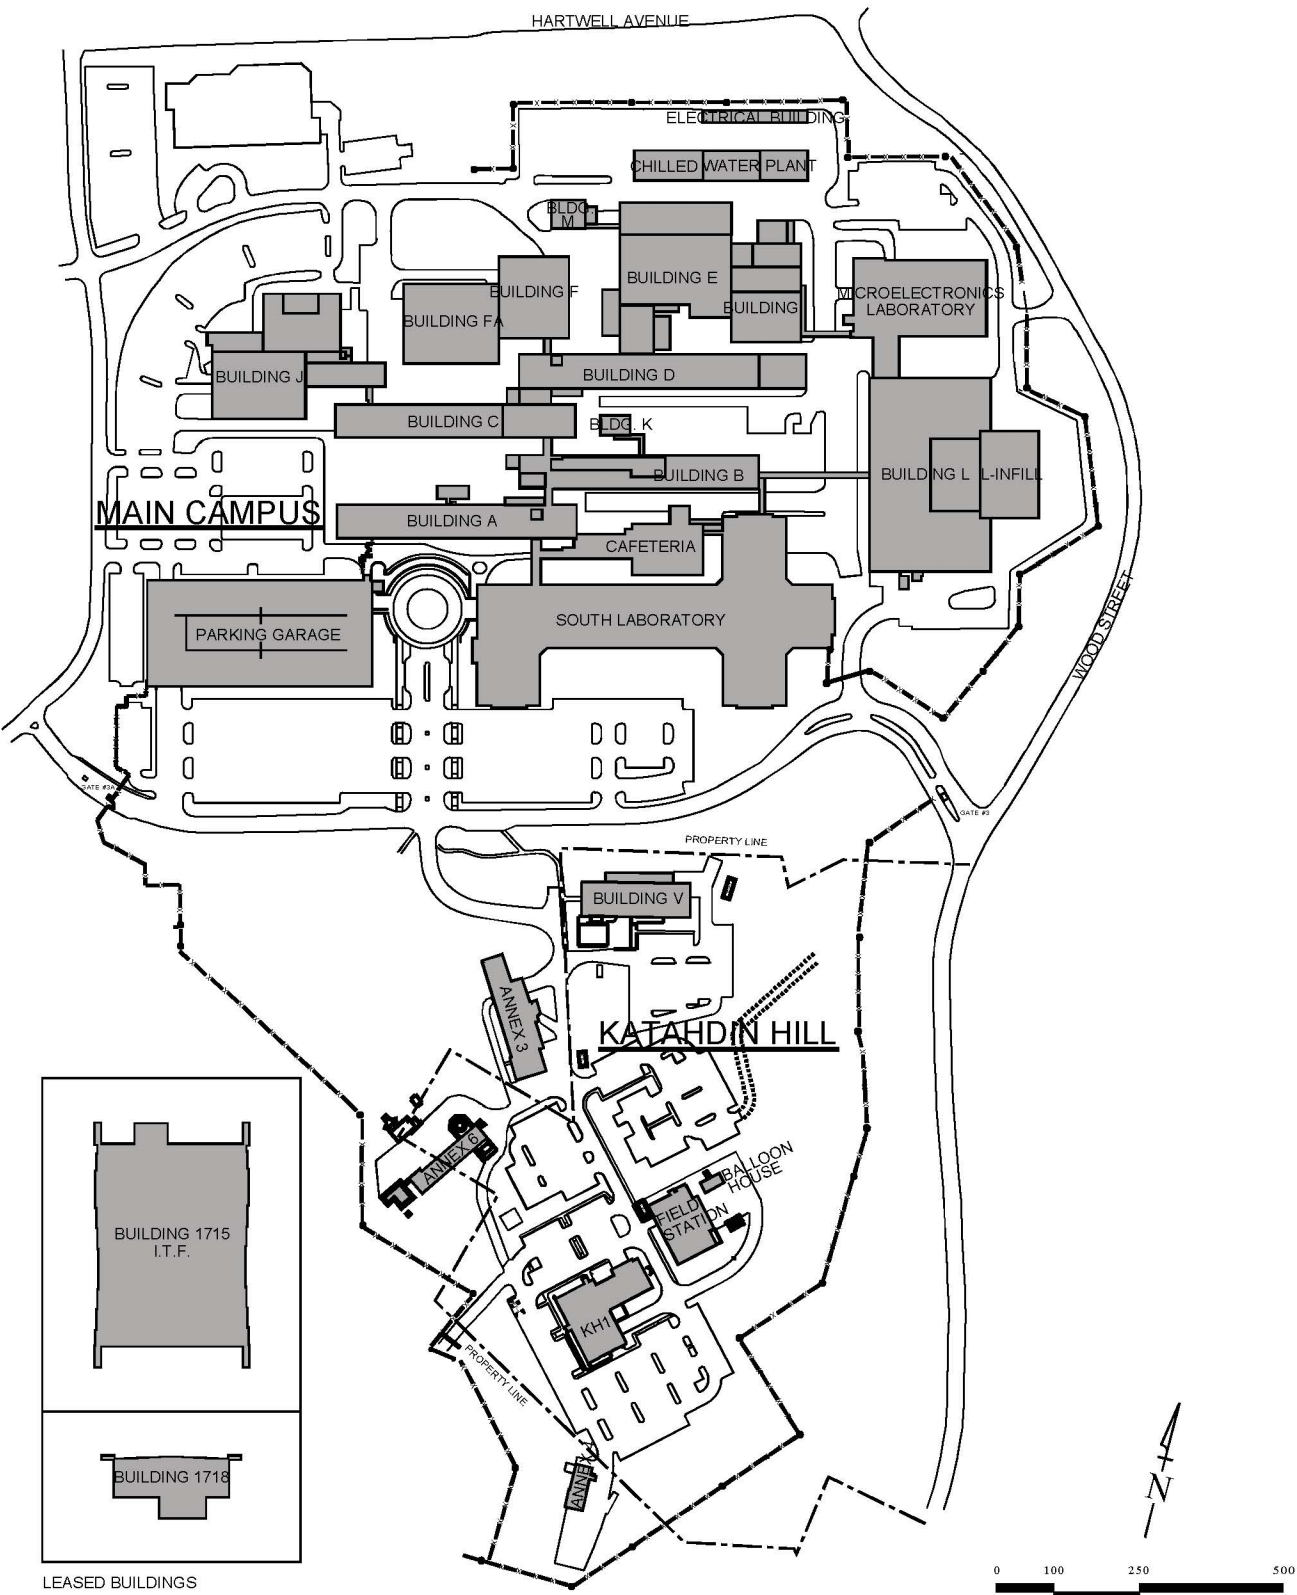 HARTWELL AVENUE
ELECTRICAL BUILDING
CHILLED WATER PLANT
BLDG.
M
BUILDING E
BUILDING F
BUILDING FA
BUILDING
MICROELECTRONICS
LABORATORY
BUILDING J
BUILDING D
BUILDING C
BLDG. K
BUILDING B
BUILDING L
L-INFILL
MAIN CAMPUS
BUILDING A
CAFETERIA
WOOD STREET
PARKING GARAGE
SOUTH LABORATORY
GATE #3A
GATE #3
PROPERTY LINE
BUILDING V
ANNEX 3
KATAHDIN HILL
ANNEX 6
BALLOON
HOUSE
FIELD
STATION
BUILDING 1715
I.T.F.
KH1
PROPERTY LINE
BUILDING 1718
N
LEASED BUILDINGS
0 100 250 500